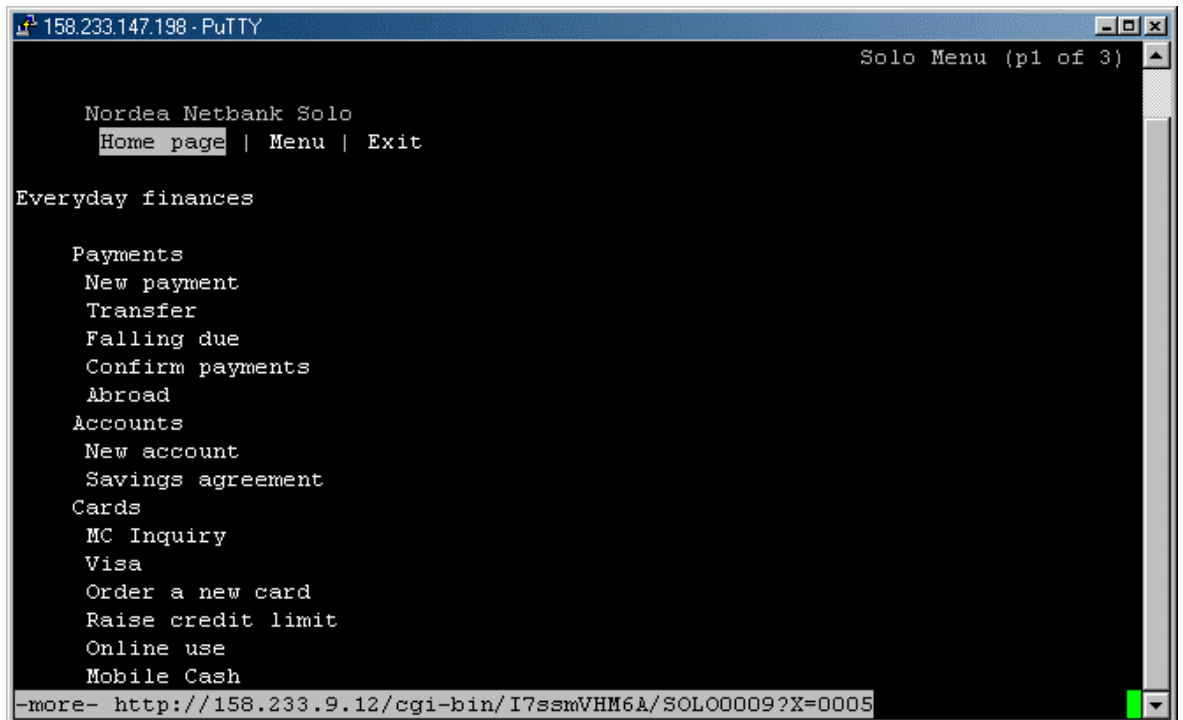 158.233.147.198 - PuTTY
Solo Menu (p1 of 3)
Nordea Netbank Solo
Home page | Menu | Exit
Everyday finances
Payments
New payment
Transfer
Falling due
Confirm payments
Abroad
Accounts
New account
Savings agreement
Cards
MC Inquiry
Visa
Order a new card
Raise credit limit
Online use
Mobile Cash
-more- http://158.233.9.12/cgi-bin/I7ssmVHM6A/SOLO0009?X=0005